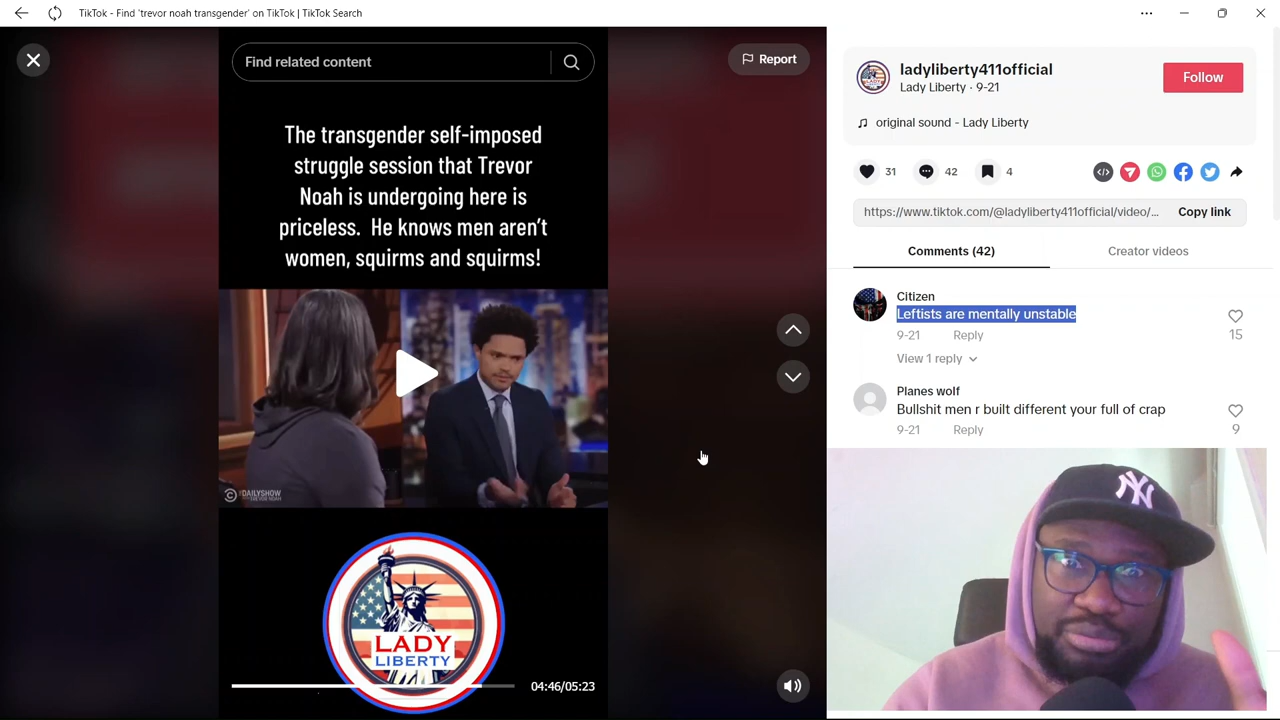 TikTok - Find 'trevor noah transgender' on TikTok | TikTok Search
Find related content
Report
The transgender self-imposed
struggle session that Trevor
Noah is undergoing here is
priceless. He knows men aren't
women, squirms and squirms!
THE DAILY SHOW
LADY
LIBERTY
04:46/05:23
ladyliberty411official
Lady Liberty · 9-21
Follow
original sound - Lady Liberty
31
42
4
https://www.tiktok.com/@ladyliberty411official/video/...
Copy link
Comments (42)
Creator videos
Citizen
Leftists are mentally unstable
9-21
Reply
15
View 1 reply
Planes wolf
Bullshit men r built different your full of crap
9-21
Reply
9
NY